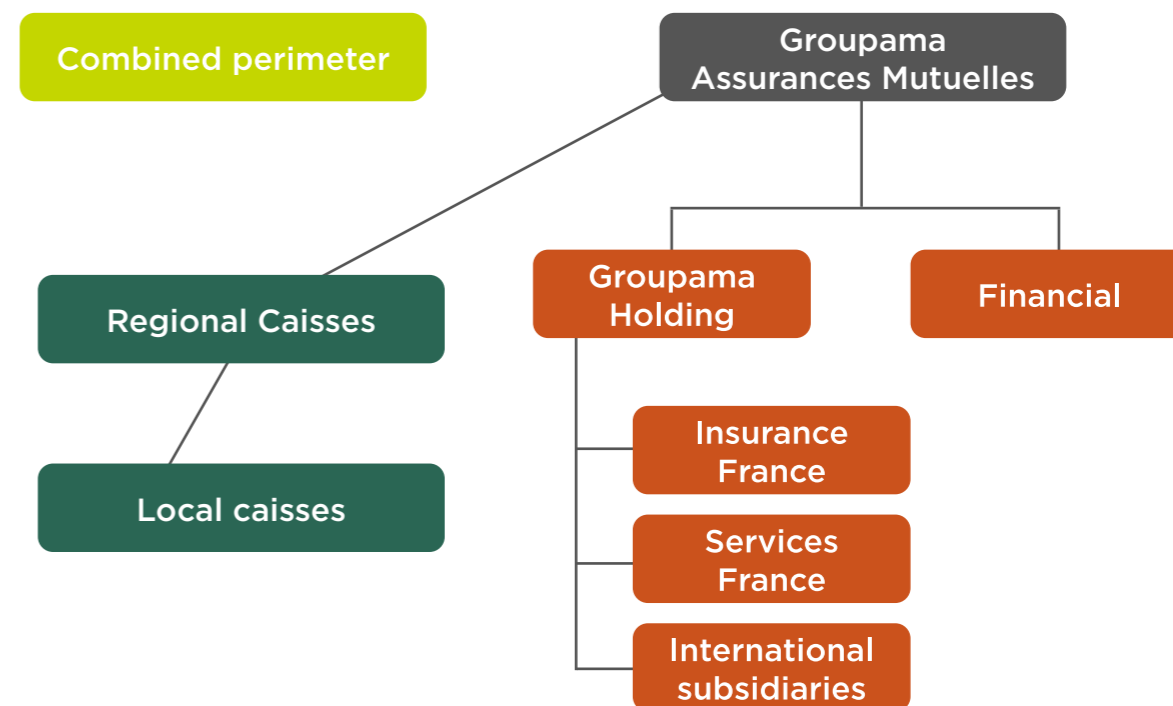 Combined perimeter
Groupama
Assurances Mutuelles
Regional Caisses
Groupama
Holding
Financial
Insurance
France
Local caisses
Services
France
International
subsidiaries